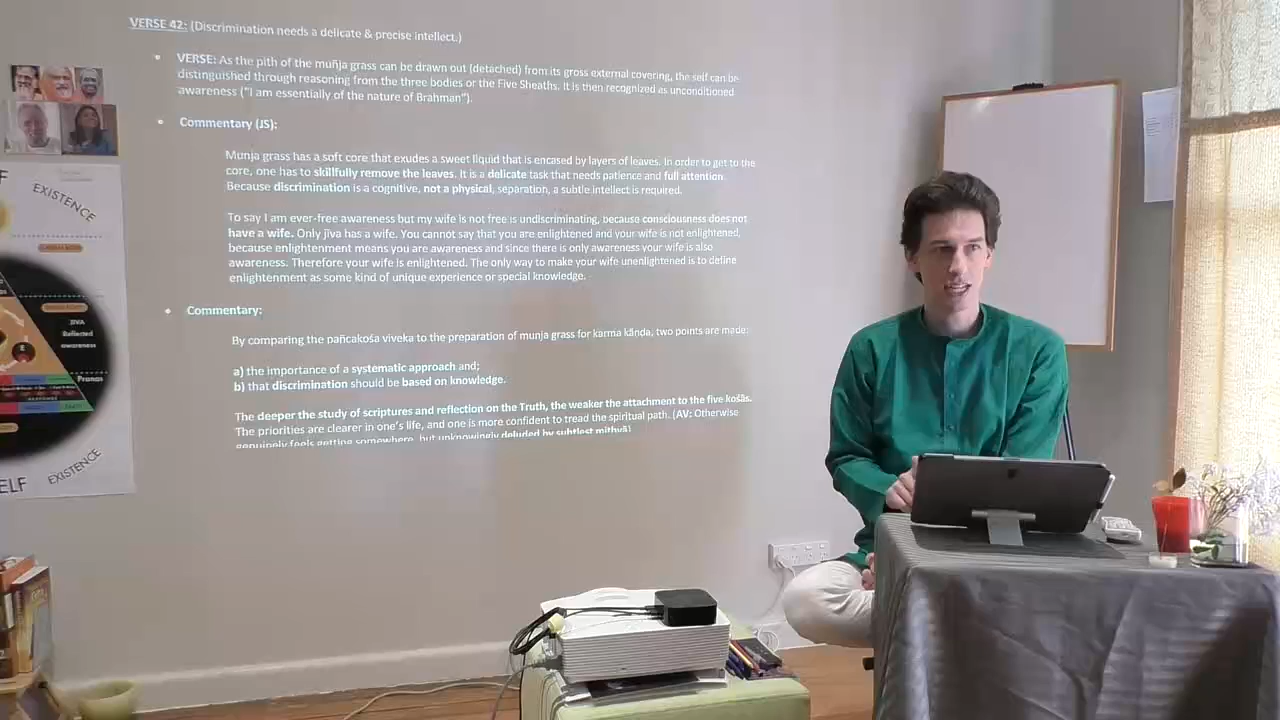 VERSE 42: (Discrimination needs a delicate & precise intellect.)
• VERSE: As the pith of the muñja grass can be drawn out (detached) from its gross external covering, the self can be
distinguished through reasoning from the three bodies or the Five Sheaths. It is then recognized as unconditioned
awareness ("I am essentially of the nature of Brahman").
• Commentary (JS):
Munja grass has a soft core that exudes a sweet liquid that is encased by layers of leaves. In order to get to the
core, one has to skillfully remove the leaves. It is a delicate task that needs patience and full attention.
Because discrimination is a cognitive, not a physical, separation, a subtle intellect is required.
To say I am ever-free awareness but my wife is not free is undiscriminating, because consciousness does not
have a wife. Only jīva has a wife. You cannot say that you are enlightened and your wife is not enlightened,
because enlightenment means you are awareness and since there is only awareness your wife is also
awareness. Therefore your wife is enlightened. The only way to make your wife unenlightened is to define
enlightenment as some kind of unique experience or special knowledge.
• Commentary:
By comparing the pañcakośa viveka to the preparation of munja grass for karma kāṇḍa, two points are made:
a) the importance of a systematic approach and;
b) that discrimination should be based on knowledge.
The deeper the study of scriptures and reflection on the Truth, the weaker the attachment to the five kośās.
The priorities are clearer in one's life, and one is more confident to tread the spiritual path. (AV: Otherwise
genuinely feels getting somewhere, but unknowingly deluded by subtlest mithyā)
EXISTENCE
JIVA
Reflected
awareness
Pranas
EXISTENCE
ELF